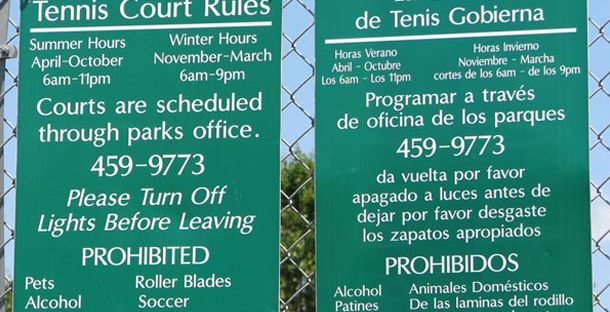 Tennis Court Rules
Summer Hours
April-October
6am-11pm
Winter Hours
November-March
6am-9pm
Courts are scheduled
through parks office.
459-9773
Please Turn Off
Lights Before Leaving
PROHIBITED
Pets
Roller Blades
Alcohol
Soccer
de Tenis Gobierna
Horas Verano
Abril - Octubre
Los 6am - Los 11pm
Horas Invierno
Noviembre - Marcha
cortes de los 6am - de los 9pm
Programar a través
de oficina de los parques
459-9773
da vuelta por favor
apagado a luces antes de
dejar por favor desgaste
los zapatos apropiados
PROHIBIDOS
Alcohol
Animales Domésticos
Patines
De las laminas del rodillo